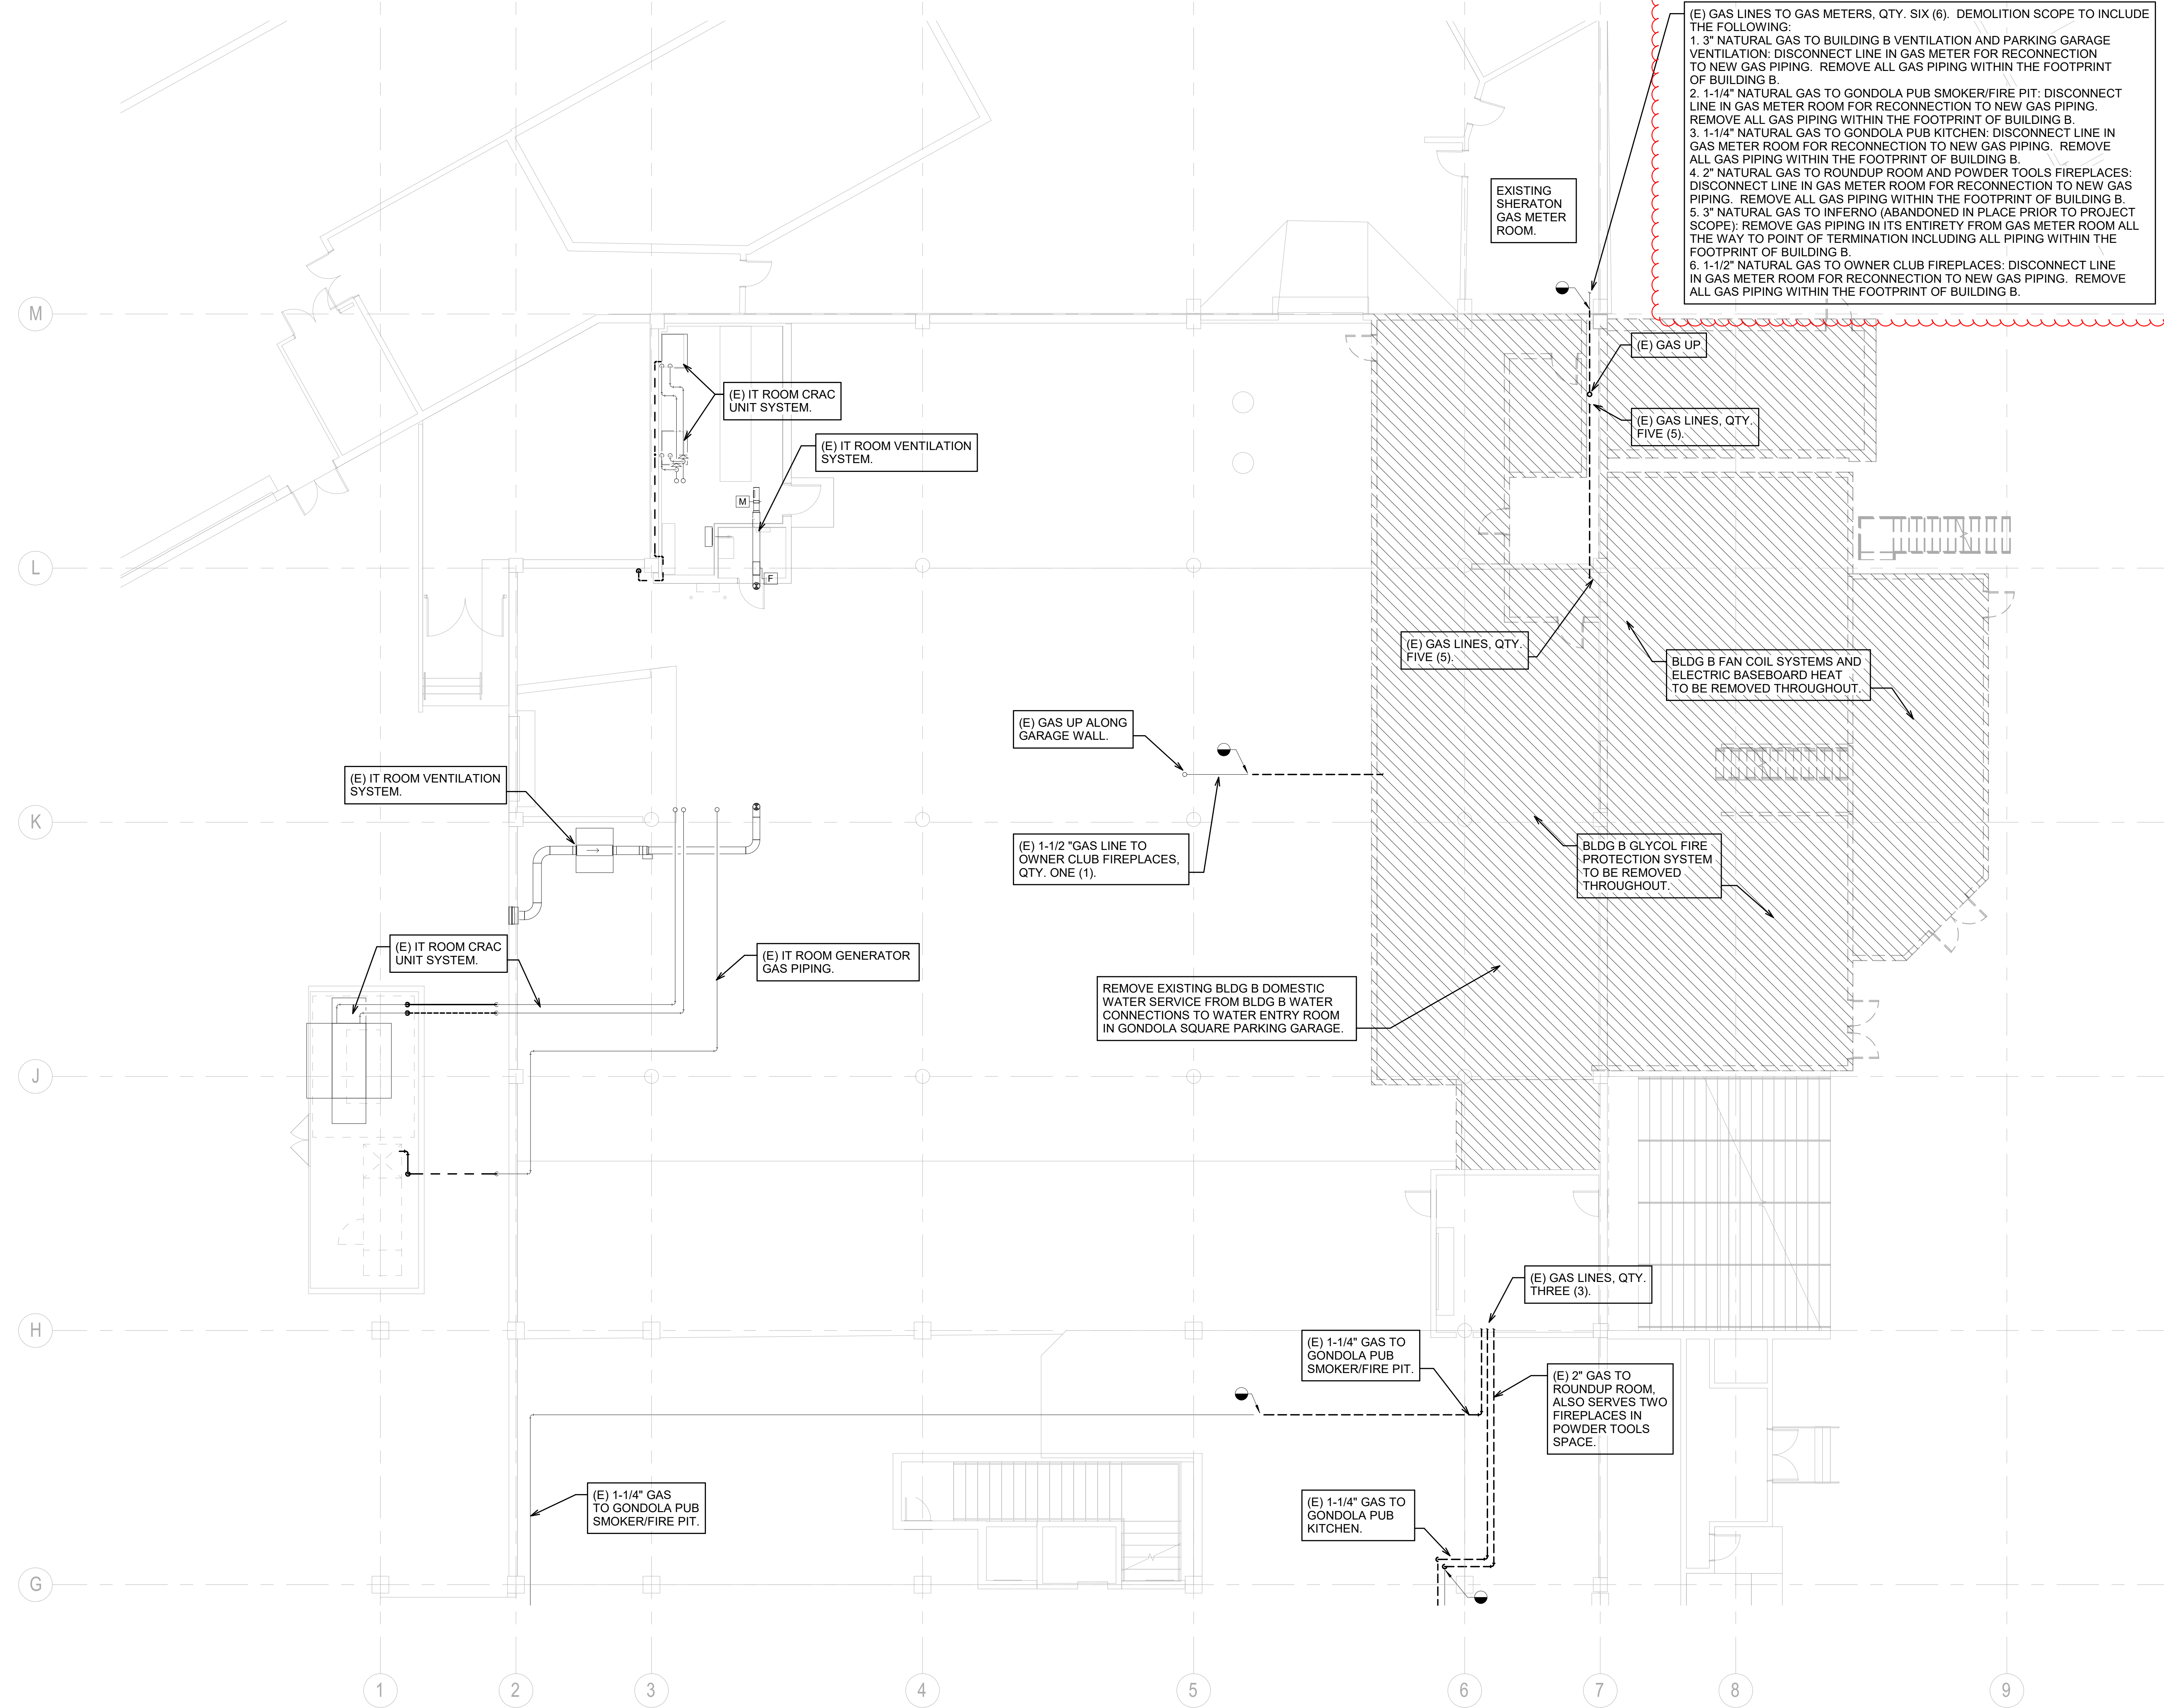 (E) GAS LINES TO GAS METERS, QTY. SIX (6).  DEMOLITION SCOPE TO INCLUDE
THE FOLLOWING:
1. 3" NATURAL GAS TO BUILDING B VENTILATION AND PARKING GARAGE
VENTILATION: DISCONNECT LINE IN GAS METER FOR RECONNECTION
TO NEW GAS PIPING.  REMOVE ALL GAS PIPING WITHIN THE FOOTPRINT
OF BUILDING B.
2. 1-1/4" NATURAL GAS TO GONDOLA PUB SMOKER/FIRE PIT: DISCONNECT
LINE IN GAS METER ROOM FOR RECONNECTION TO NEW GAS PIPING.
REMOVE ALL GAS PIPING WITHIN THE FOOTPRINT OF BUILDING B.
3. 1-1/4" NATURAL GAS TO GONDOLA PUB KITCHEN: DISCONNECT LINE IN
GAS METER ROOM FOR RECONNECTION TO NEW GAS PIPING.  REMOVE
ALL GAS PIPING WITHIN THE FOOTPRINT OF BUILDING B.
4. 2" NATURAL GAS TO ROUNDUP ROOM AND POWDER TOOLS FIREPLACES:
DISCONNECT LINE IN GAS METER ROOM FOR RECONNECTION TO NEW GAS
PIPING.  REMOVE ALL GAS PIPING WITHIN THE FOOTPRINT OF BUILDING B.
5. 3" NATURAL GAS TO INFERNO (ABANDONED IN PLACE PRIOR TO PROJECT
SCOPE): REMOVE GAS PIPING IN ITS ENTIRETY FROM GAS METER ROOM ALL
THE WAY TO POINT OF TERMINATION INCLUDING ALL PIPING WITHIN THE
FOOTPRINT OF BUILDING B.
6. 1-1/2" NATURAL GAS TO OWNER CLUB FIREPLACES: DISCONNECT LINE
IN GAS METER ROOM FOR RECONNECTION TO NEW GAS PIPING.  REMOVE
ALL GAS PIPING WITHIN THE FOOTPRINT OF BUILDING B.
EXISTING
SHERATON
GAS METER
ROOM.
M
(E) GAS UP
(E) IT ROOM CRAC
UNIT SYSTEM.
(E) GAS LINES, QTY.
FIVE (5).
(E) IT ROOM VENTILATION
SYSTEM.
M
L
F
(E) GAS LINES, QTY.
FIVE (5).
BLDG B FAN COIL SYSTEMS AND
ELECTRIC BASEBOARD HEAT
TO BE REMOVED THROUGHOUT.
(E) GAS UP ALONG
GARAGE WALL.
(E) IT ROOM VENTILATION
SYSTEM.
K
(E) 1-1/2 "GAS LINE TO
OWNER CLUB FIREPLACES,
QTY. ONE (1).
BLDG B GLYCOL FIRE
PROTECTION SYSTEM
TO BE REMOVED
THROUGHOUT.
(E) IT ROOM CRAC
UNIT SYSTEM.
(E) IT ROOM GENERATOR
GAS PIPING.
REMOVE EXISTING BLDG B DOMESTIC
WATER SERVICE FROM BLDG B WATER
CONNECTIONS TO WATER ENTRY ROOM
IN GONDOLA SQUARE PARKING GARAGE.
J
(E) GAS LINES, QTY.
THREE (3).
H
(E) 1-1/4" GAS TO
GONDOLA PUB
SMOKER/FIRE PIT.
(E) 2" GAS TO
ROUNDUP ROOM,
ALSO SERVES TWO
FIREPLACES IN
POWDER TOOLS
SPACE.
(E) 1-1/4" GAS
TO GONDOLA PUB
SMOKER/FIRE PIT.
(E) 1-1/4" GAS TO
GONDOLA PUB
KITCHEN.
G
1 2 3 4 5 6 7 8 9